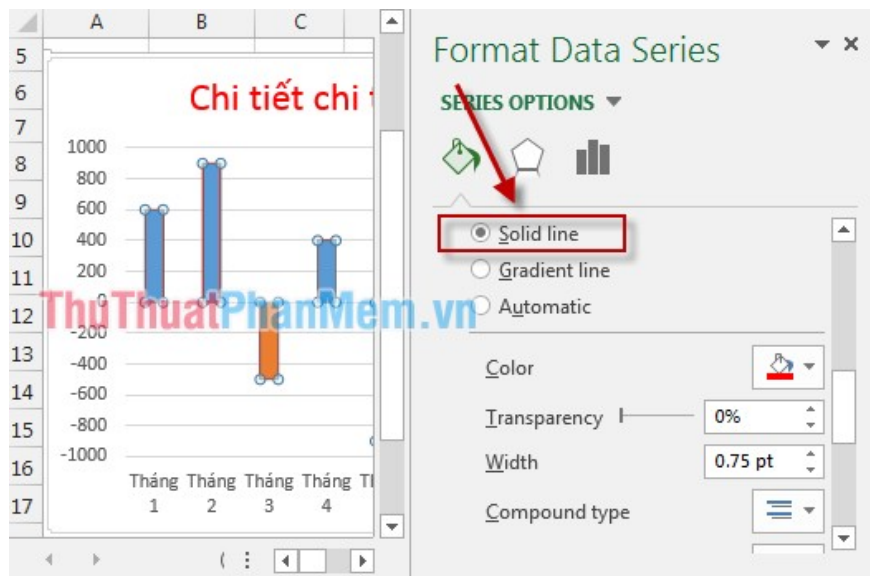 A B C
5
6
7
8
9
10
11
12
13
14
15
16
17
Chi tiết chi t
1000
800
600
400
200
0
-200
-400
-600
-800
-1000
Tháng Tháng Tháng Tháng
1 2 3 4
Format Data Series
SERIES OPTIONS
Solid line
Gradient line
Automatic
Color
Transparency 0%
Width 0.75 pt
Compound type
ThuThuatPhanMem.vn